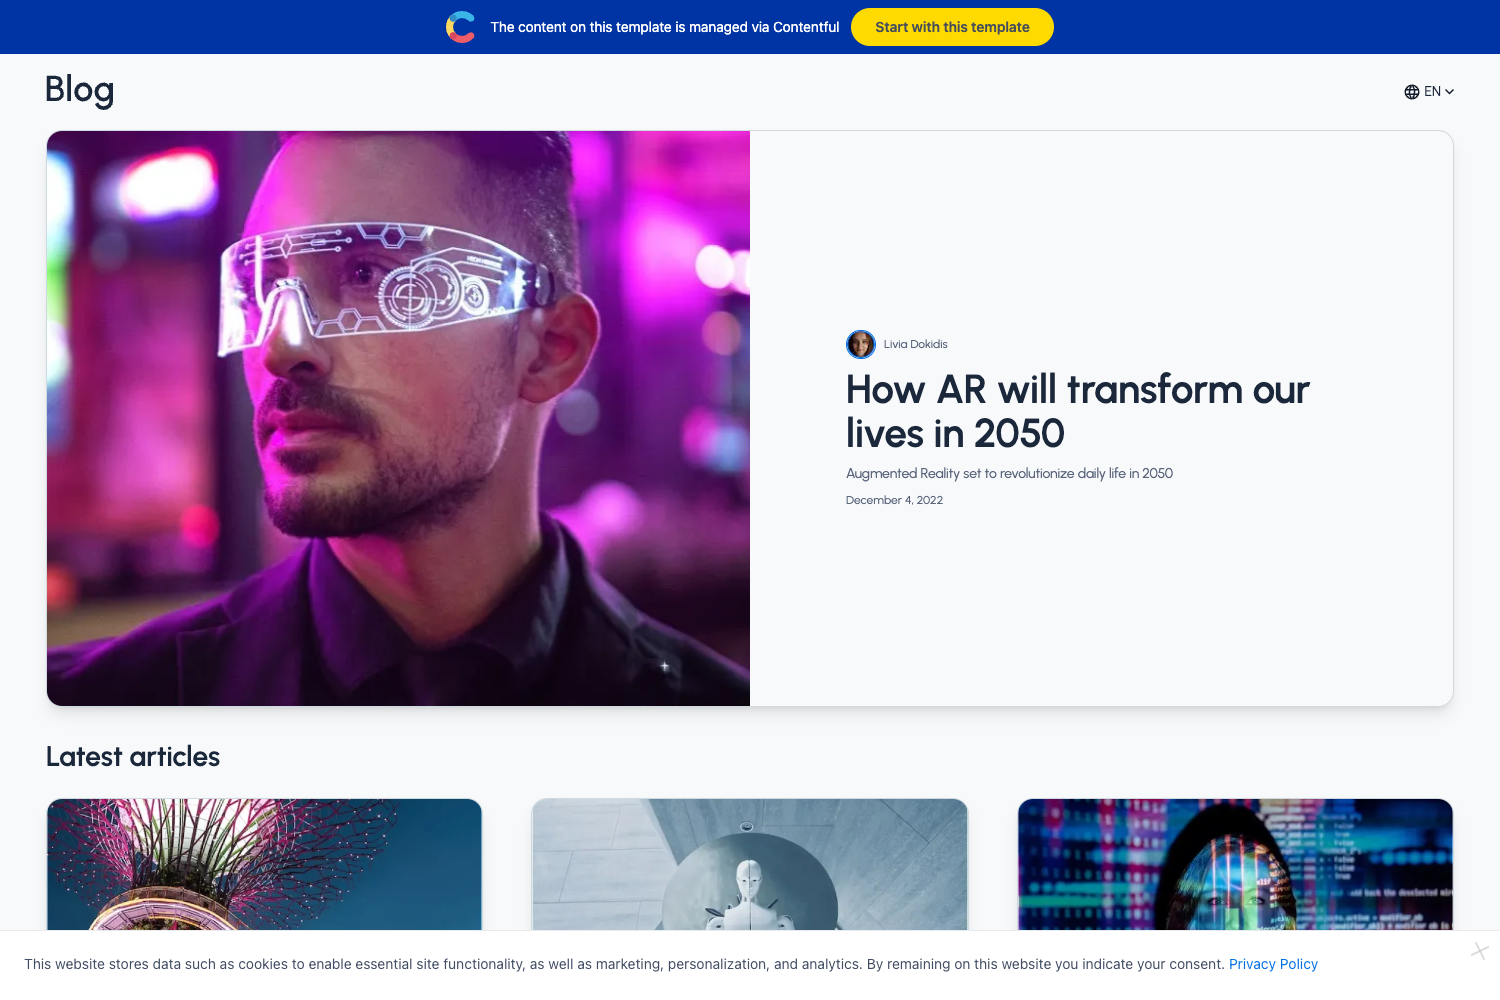 The content on this template is managed via Contentful
Start with this template
Blog
EN
Livia Dokidis
How AR will transform our
lives in 2050
Augmented Reality set to revolutionize daily life in 2050
December 4, 2022
Latest articles
This website stores data such as cookies to enable essential site functionality, as well as marketing, personalization, and analytics. By remaining on this website you indicate your consent. Privacy Policy